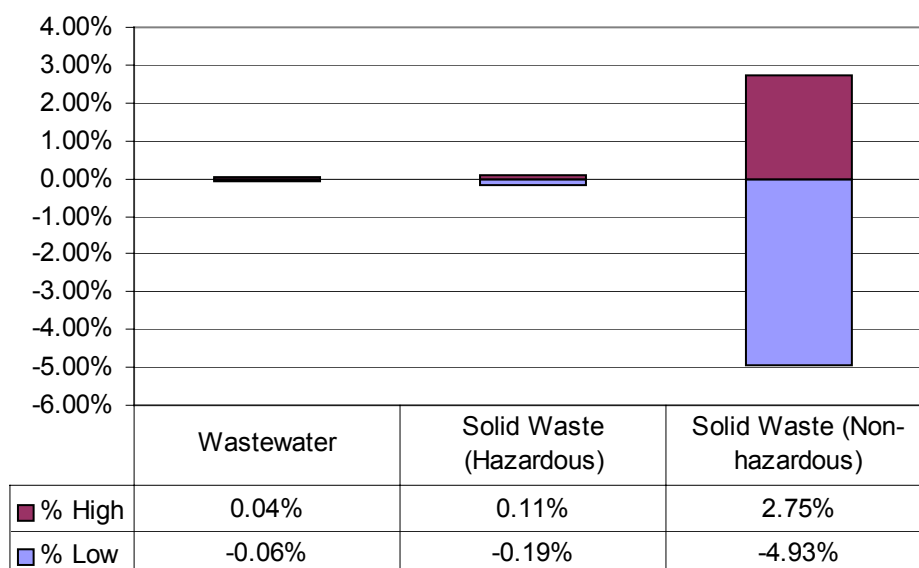 4.00%
3.00%
2.00%
1.00%
0.00%
-1.00%
-2.00%
-3.00%
-4.00%
-5.00%
-6.00%
Wastewater
Solid Waste
(Hazardous)
Solid Waste (Non-
hazardous)
% High 0.04% 0.11% 2.75%
% Low -0.06% -0.19% -4.93%